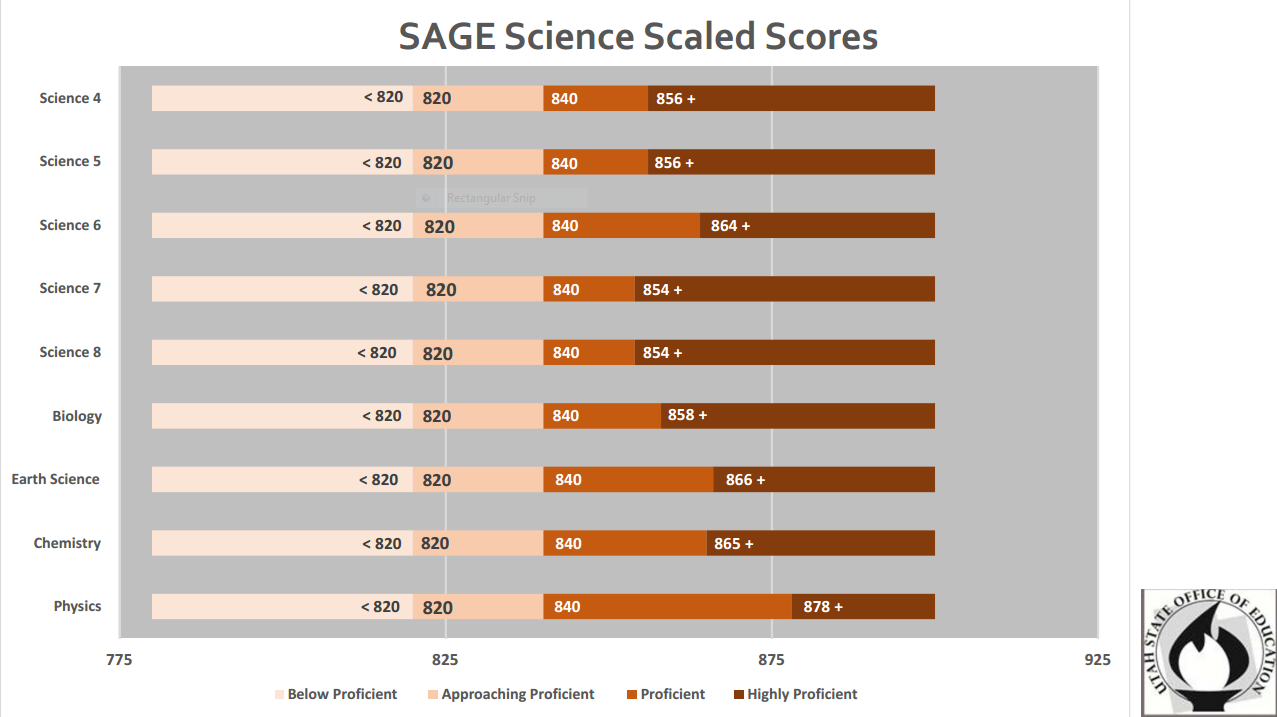 SAGE Science Scaled Scores
Science 4 < 820 820 840 856 +
Science 5 < 820 820 840 856 +
Rectangular Snip
Science 6 < 820 820 840 864 +
Science 7 < 820 820 840 854 +
Science 8 < 820 820 840 854 +
Biology < 820 820 840 858 +
Earth Science < 820 820 840 866 +
Chemistry < 820 820 840 865 +
Physics < 820 820 840 878 +
775 825 875 925
Below Proficient Approaching Proficient Proficient Highly Proficient
UTAH STATE OFFICE OF EDUCATION